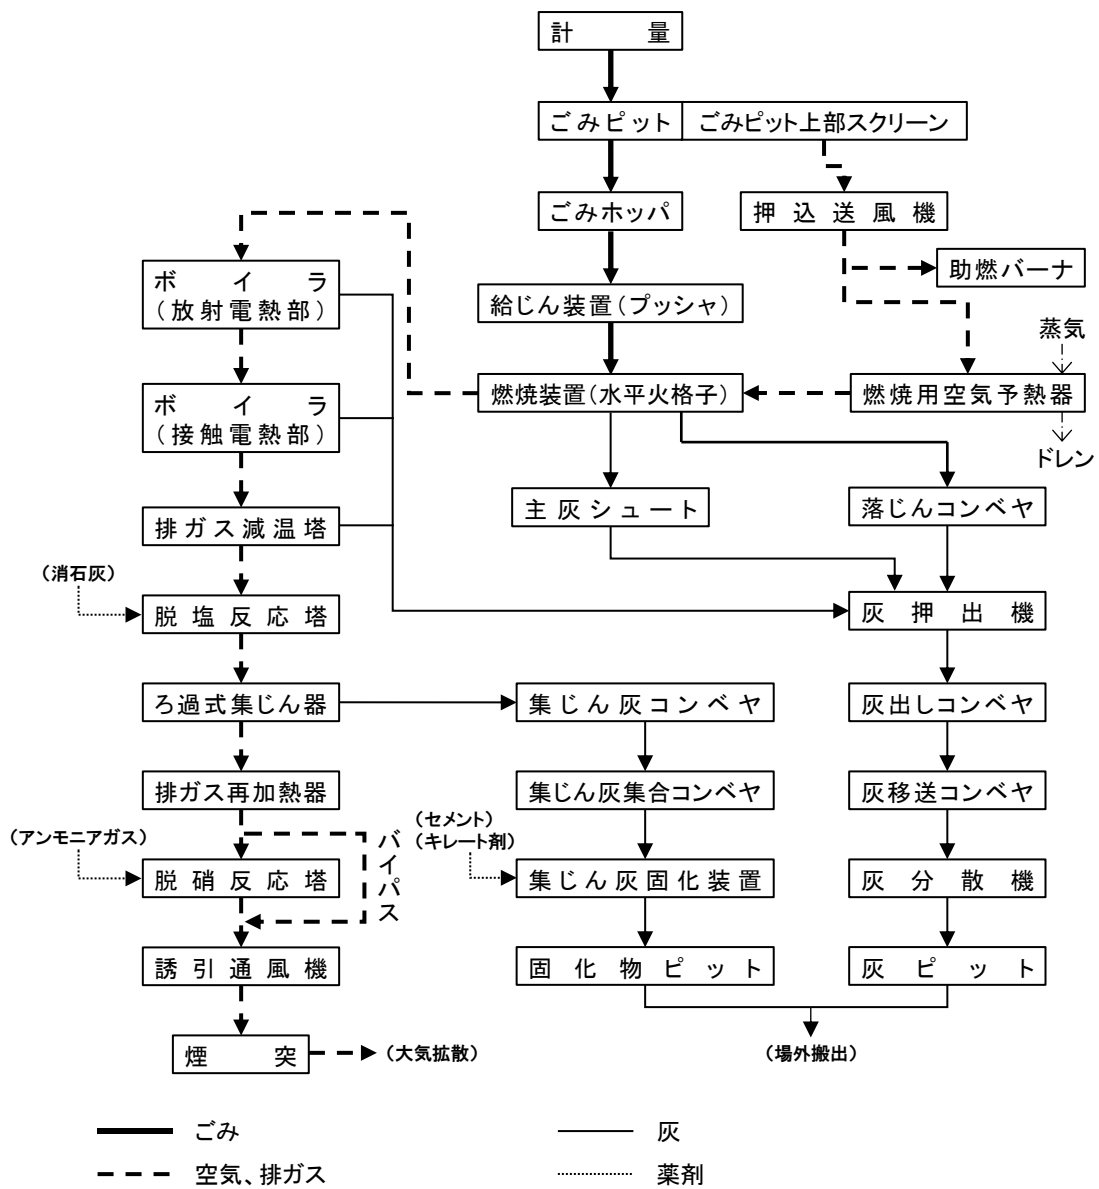 計量
ごみピット
ごみピット上部スクリーン
ごみホッパ
押込送風機
助燃バーナ
ボイラ
(放射電熱部)
給じん装置(プッシャ)
蒸気
燃焼装置(水平火格子)
燃焼用空気予熱器
ボイラ
(接触電熱部)
ドレン
排ガス減温塔
主灰シュート
落じんコンベヤ
(消石灰)
脱塩反応塔
灰押出機
ろ過式集じん器
集じん灰コンベヤ
灰出しコンベヤ
排ガス再加熱器
集じん灰集合コンベヤ
灰移送コンベヤ
(アンモニアガス)
バイパス
(セメント)
(キレート剤)
脱硝反応塔
集じん灰固化装置
灰分散機
誘引通風機
固化物ピット
灰ピット
煙突
(大気拡散)
(場外搬出)
ごみ
灰
空気、排ガス
薬剤